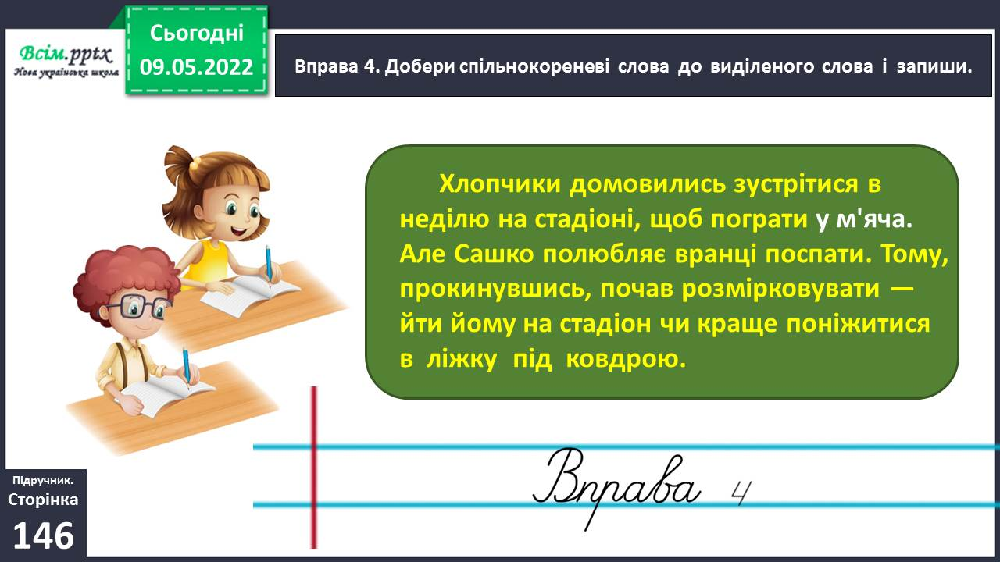 Всім.pptx
Нова українська школа
Сьогодні
09.05.2022
Вправа 4. Добери спільнокореневі слова до виділеного слова і запиши.
Хлопчики домовились зустрітися в
неділю на стадіоні, щоб пограти у м'яча.
Але Сашко полюбляє вранці поспати. Тому,
прокинувшись, почав розмірковувати —
йти йому на стадіон чи краще поніжитися
в ліжку під ковдрою.
Вправа 4
Підручник.
Сторінка
146